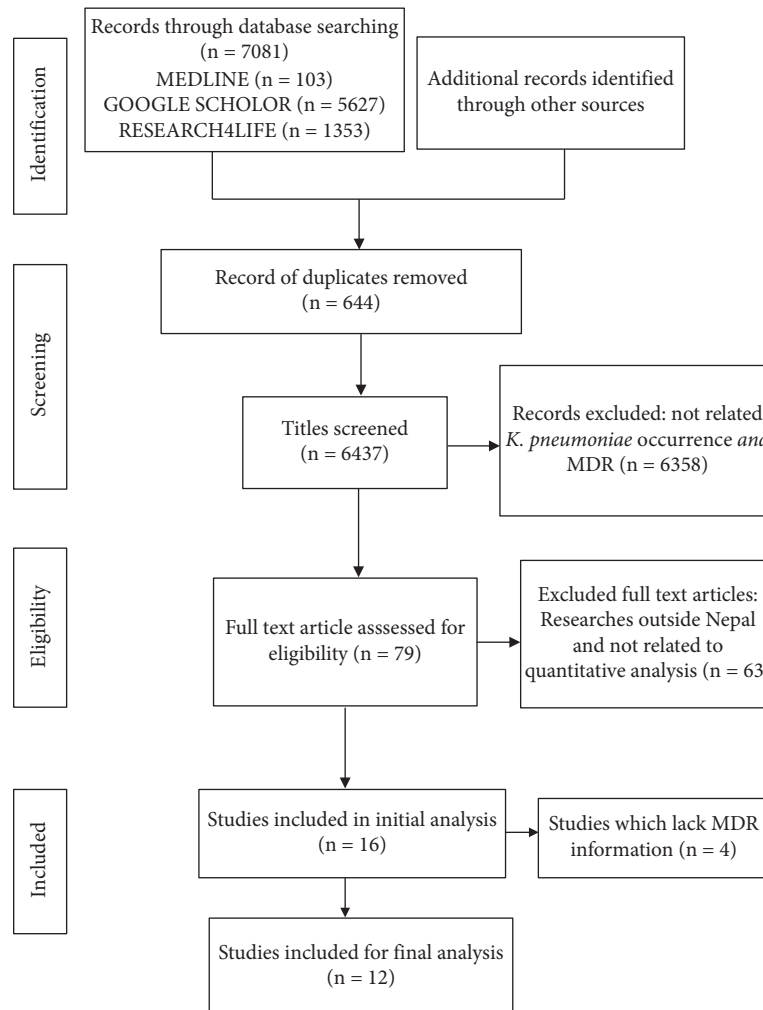 Identification
Records through database searching
(n = 7081)
MEDLINE (n = 103)
GOOGLE SCHOLOR (n = 5627)
RESEARCH4LIFE (n = 1353)
Additional records identified
through other sources
Screening
Record of duplicates removed
(n = 644)
Titles screened
(n = 6437)
Records excluded: not related
K. pneumoniae occurrence and
MDR (n = 6358)
Eligibility
Full text article asssessed for
eligibility (n = 79)
Excluded full text articles:
Researches outside Nepal
and not related to
quantitative analysis (n = 63
Included
Studies included in initial analysis
(n = 16)
Studies which lack MDR
information (n = 4)
Studies included for final analysis
(n = 12)